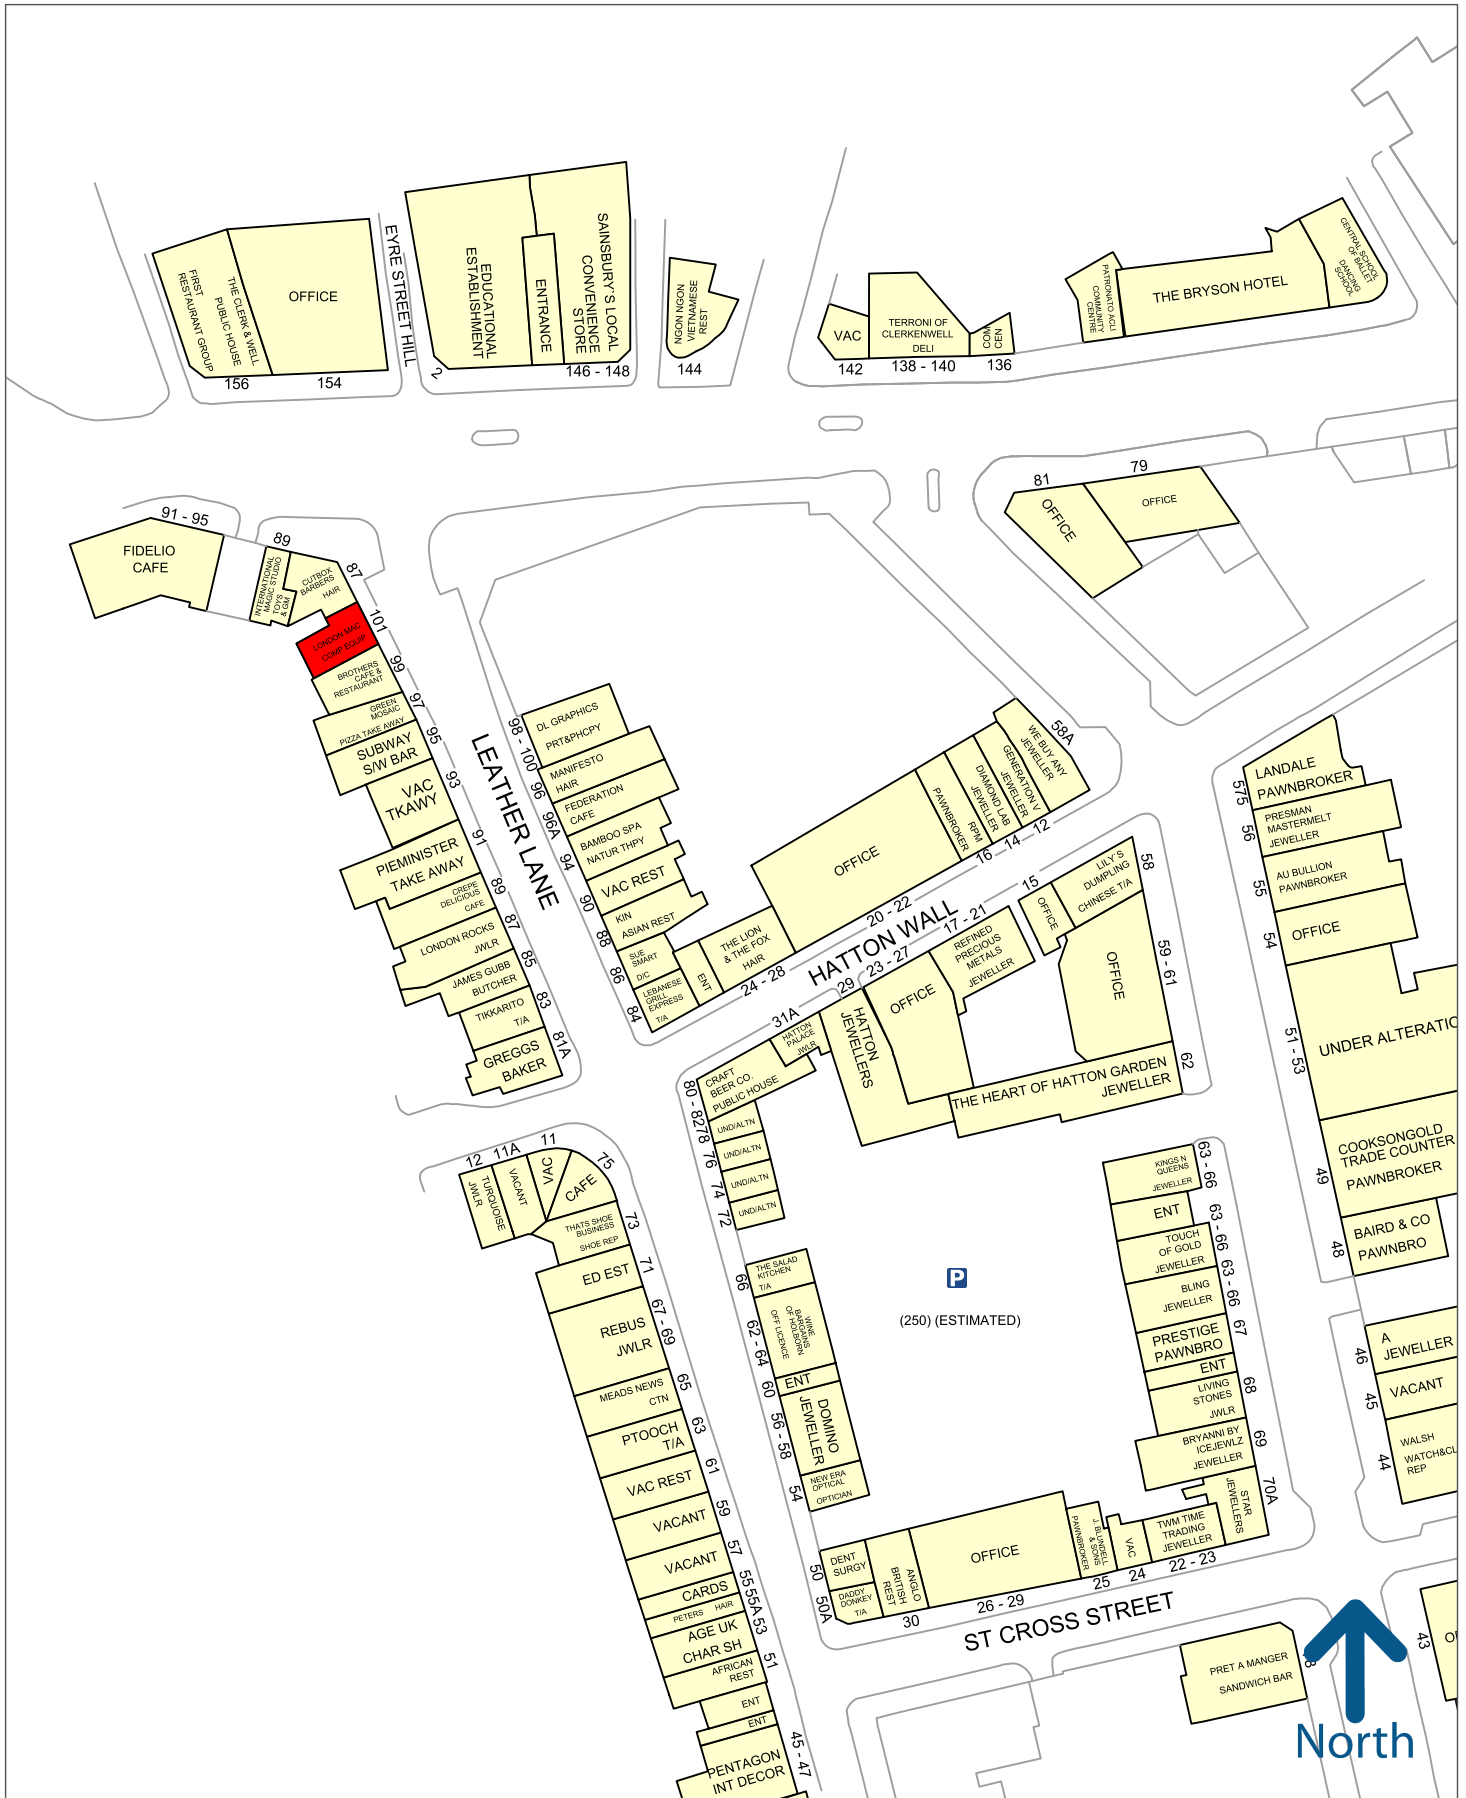 EYRE STREET HILL
FIRST
RESTAURANT GROUP
THE CLERK & WELL
PUBLIC HOUSE
156
OFFICE
154
2
EDUCATIONAL
ESTABLISHMENT
ENTRANCE
SAINSBURY'S LOCAL
CONVENIENCE
STORE
146 - 148
NGON NGON
VIETNAMESE
REST
144
VAC
142
TERRONI OF
CLERKENWELL
DELI
138 - 140
COM
CEN
136
PATRONATO ACLI
COMMUNITY
CENTRE
THE BRYSON HOTEL
CENTRAL SCHOOL
OF BALLET
DANCING
SCHOOL
81
OFFICE
79
OFFICE
91 - 95
FIDELIO
CAFE
89
INTERNATIONAL
MAGIC STUDIO
TOYS
& GM
87
CUTBOX
BARBERS
HAIR
101
LONDON MAC
COMP EQUIP
99
BROTHERS
CAFE &
RESTAURANT
97
GREEN
MOSAIC
PIZZA TAKE AWAY
95
SUBWAY
S/W BAR
93
VAC
TKAWY
91
PIEMINISTER
TAKE AWAY
89
CREPE
DELICIOUS
CAFE
87
LONDON ROCKS
JWLR
85
JAMES GUBB
BUTCHER
83
TIKKARITO
T/A
81A
GREGGS
BAKER
LEATHER LANE
98 - 100
DL GRAPHICS
PRT&PHCPY
96
MANIFESTO
HAIR
96A
FEDERATION
CAFE
94
BAMBOO SPA
NATUR THPY
90
VAC REST
88
KIN
ASIAN REST
86
SUE
SMART
D/C
84
LEBANESE
GRILL
EXPRESS
T/A
ENT
THE LION
& THE FOX
HAIR
24 - 28
OFFICE
20 - 22
RPM
PAWNBROKER
16
DIAMOND LAB
JEWELLER
14
GENERATION V
JEWELLER
12
WE BUY ANY
JEWELLER
58A
HATTON WALL
15
OFFICE
LILY'S
DUMPLING
CHINESE T/A
58
OFFICE
59 - 61
17 - 21
REFINED
PRECIOUS
METALS
JEWELLER
23 - 27
OFFICE
29
HATTON
JEWELLERS
31A
HATTON
PALACE
JWLR
THE HEART OF HATTON GARDEN
JEWELLER
62
80 - 82
CRAFT
BEER CO.
PUBLIC HOUSE
78
UND/ALTN
76
UND/ALTN
74
UND/ALTN
72
UND/ALTN
66
THE SALAD
KITCHEN
T/A
62 - 64
WINE
BARGAINS
OF HOLBORN
OFF LICENCE
60
ENT
56 - 58
DOMINO
JEWELLER
54
NEW ERA
OPTICAL
OPTICIAN
50
DENT
SURGY
50A
DADDY
DONKEY
T/A
30
ANGLO
BRITISH
REST
OFFICE
26 - 29
J. BLUNDELL
& SONS
PAWNBROKER
25
VAC
24
TWM TIME
TRADING
JEWELLER
22 - 23
STAR
JEWELLERS
70A
ST CROSS STREET
P
(250) (ESTIMATED)
63 - 66
KINGS N
QUEENS
JEWELLER
ENT
63 - 66
TOUCH
OF GOLD
JEWELLER
63 - 66
BLING
JEWELLER
67
PRESTIGE
PAWNBRO
ENT
68
LIVING
STONES
JWLR
69
BRYANNI BY
ICEJEWLZ
JEWELLER
575
LANDALE
PAWNBROKER
56
PRESMAN
MASTERMELT
JEWELLER
55
AU BULLION
PAWNBROKER
54
OFFICE
51 - 53
UNDER ALTERATIO
49
COOKSONGOLD
TRADE COUNTER
PAWNBROKER
48
BAIRD & CO
PAWNBRO
46
A
JEWELLER
45
VACANT
44
WALSH
WATCH&CL
REP
43
12
TURQUOISE
JWLR
11A
VACANT
11
VAC
75
CAFE
73
THATS SHOE
BUSINESS
SHOE REP
71
ED EST
67 - 69
REBUS
JWLR
65
MEADS NEWS
CTN
63
PTOOCH
T/A
61
VAC REST
59
VACANT
57
VACANT
55
CARDS
55A
PETERS HAIR
53
AGE UK
CHAR SH
51
AFRICAN
REST
ENT
ENT
45 - 47
PENTAGON
INT DECOR
PRET A MANGER
SANDWICH BAR
North